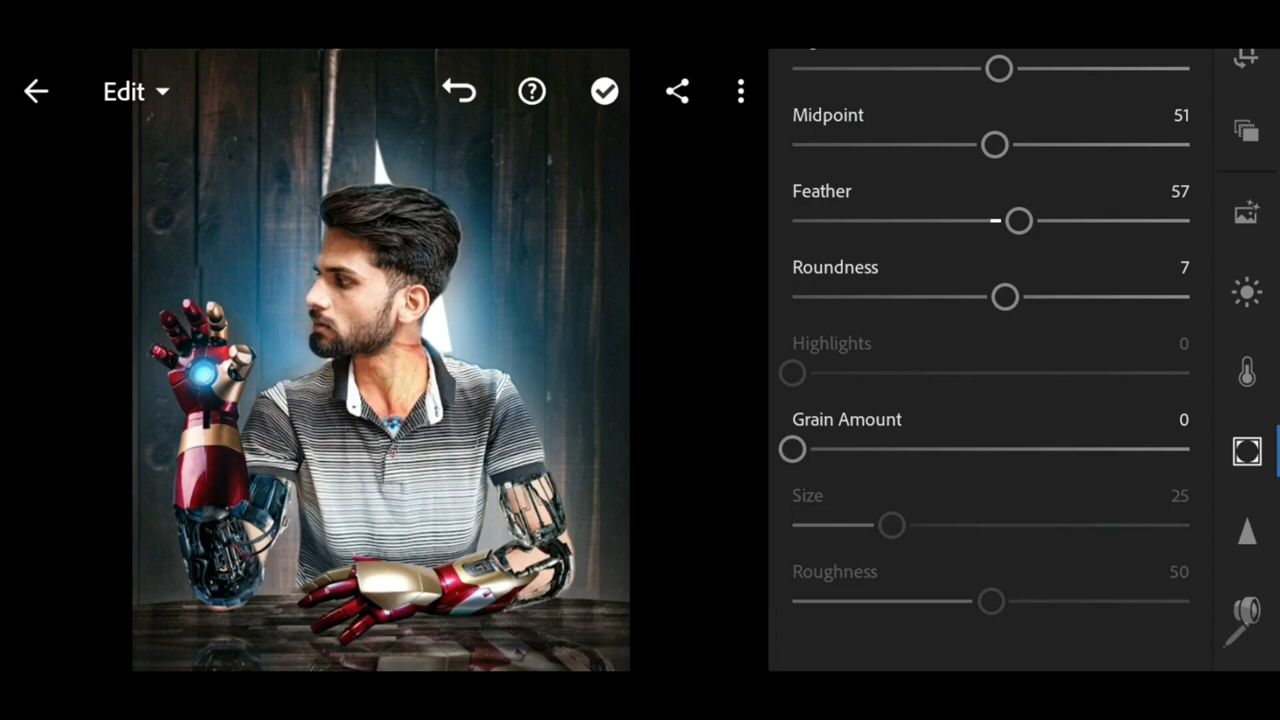 Edit
Midpoint 51
Feather 57
Roundness 7
Highlights 0
Grain Amount 0
Size 25
Roughness 50